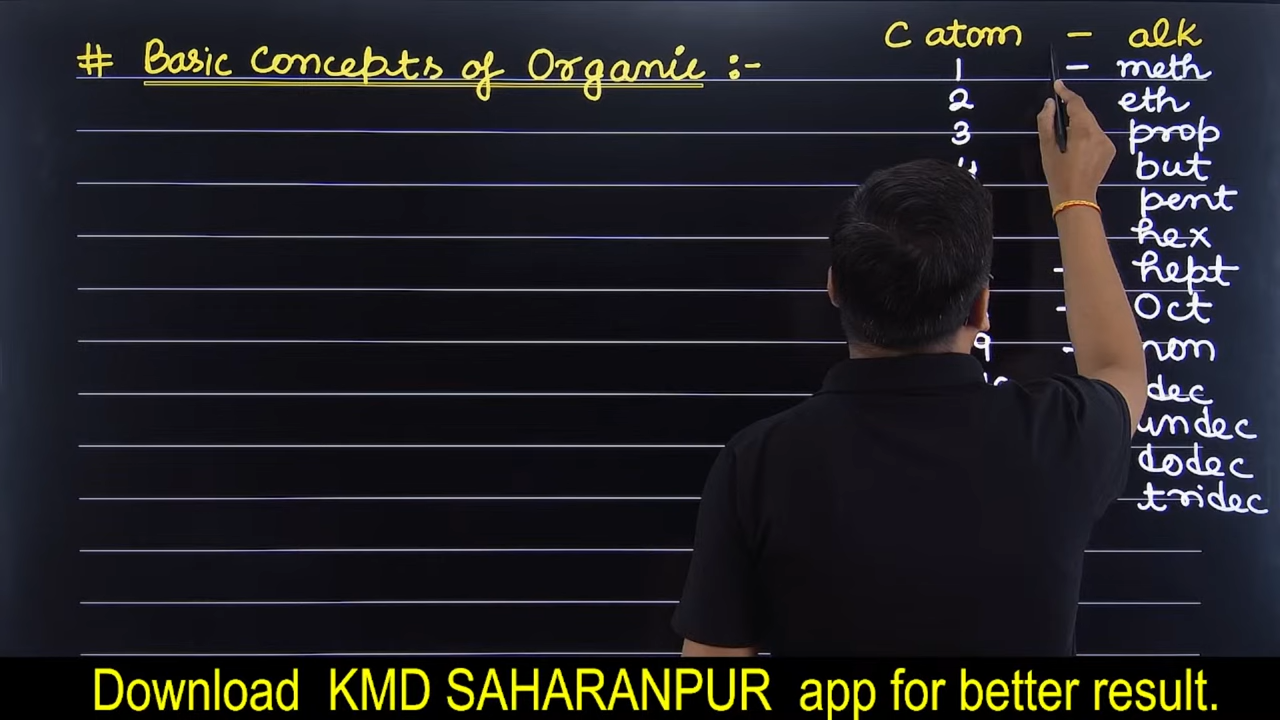 # Basic Concepts of Organic :-
C atom - alk
1 - meth
2 eth
3 prop
4 but
pent
hex
- hept
- Oct
9 - non
dec
undec
dodec
tridec
Download KMD SAHARANPUR app for better result.